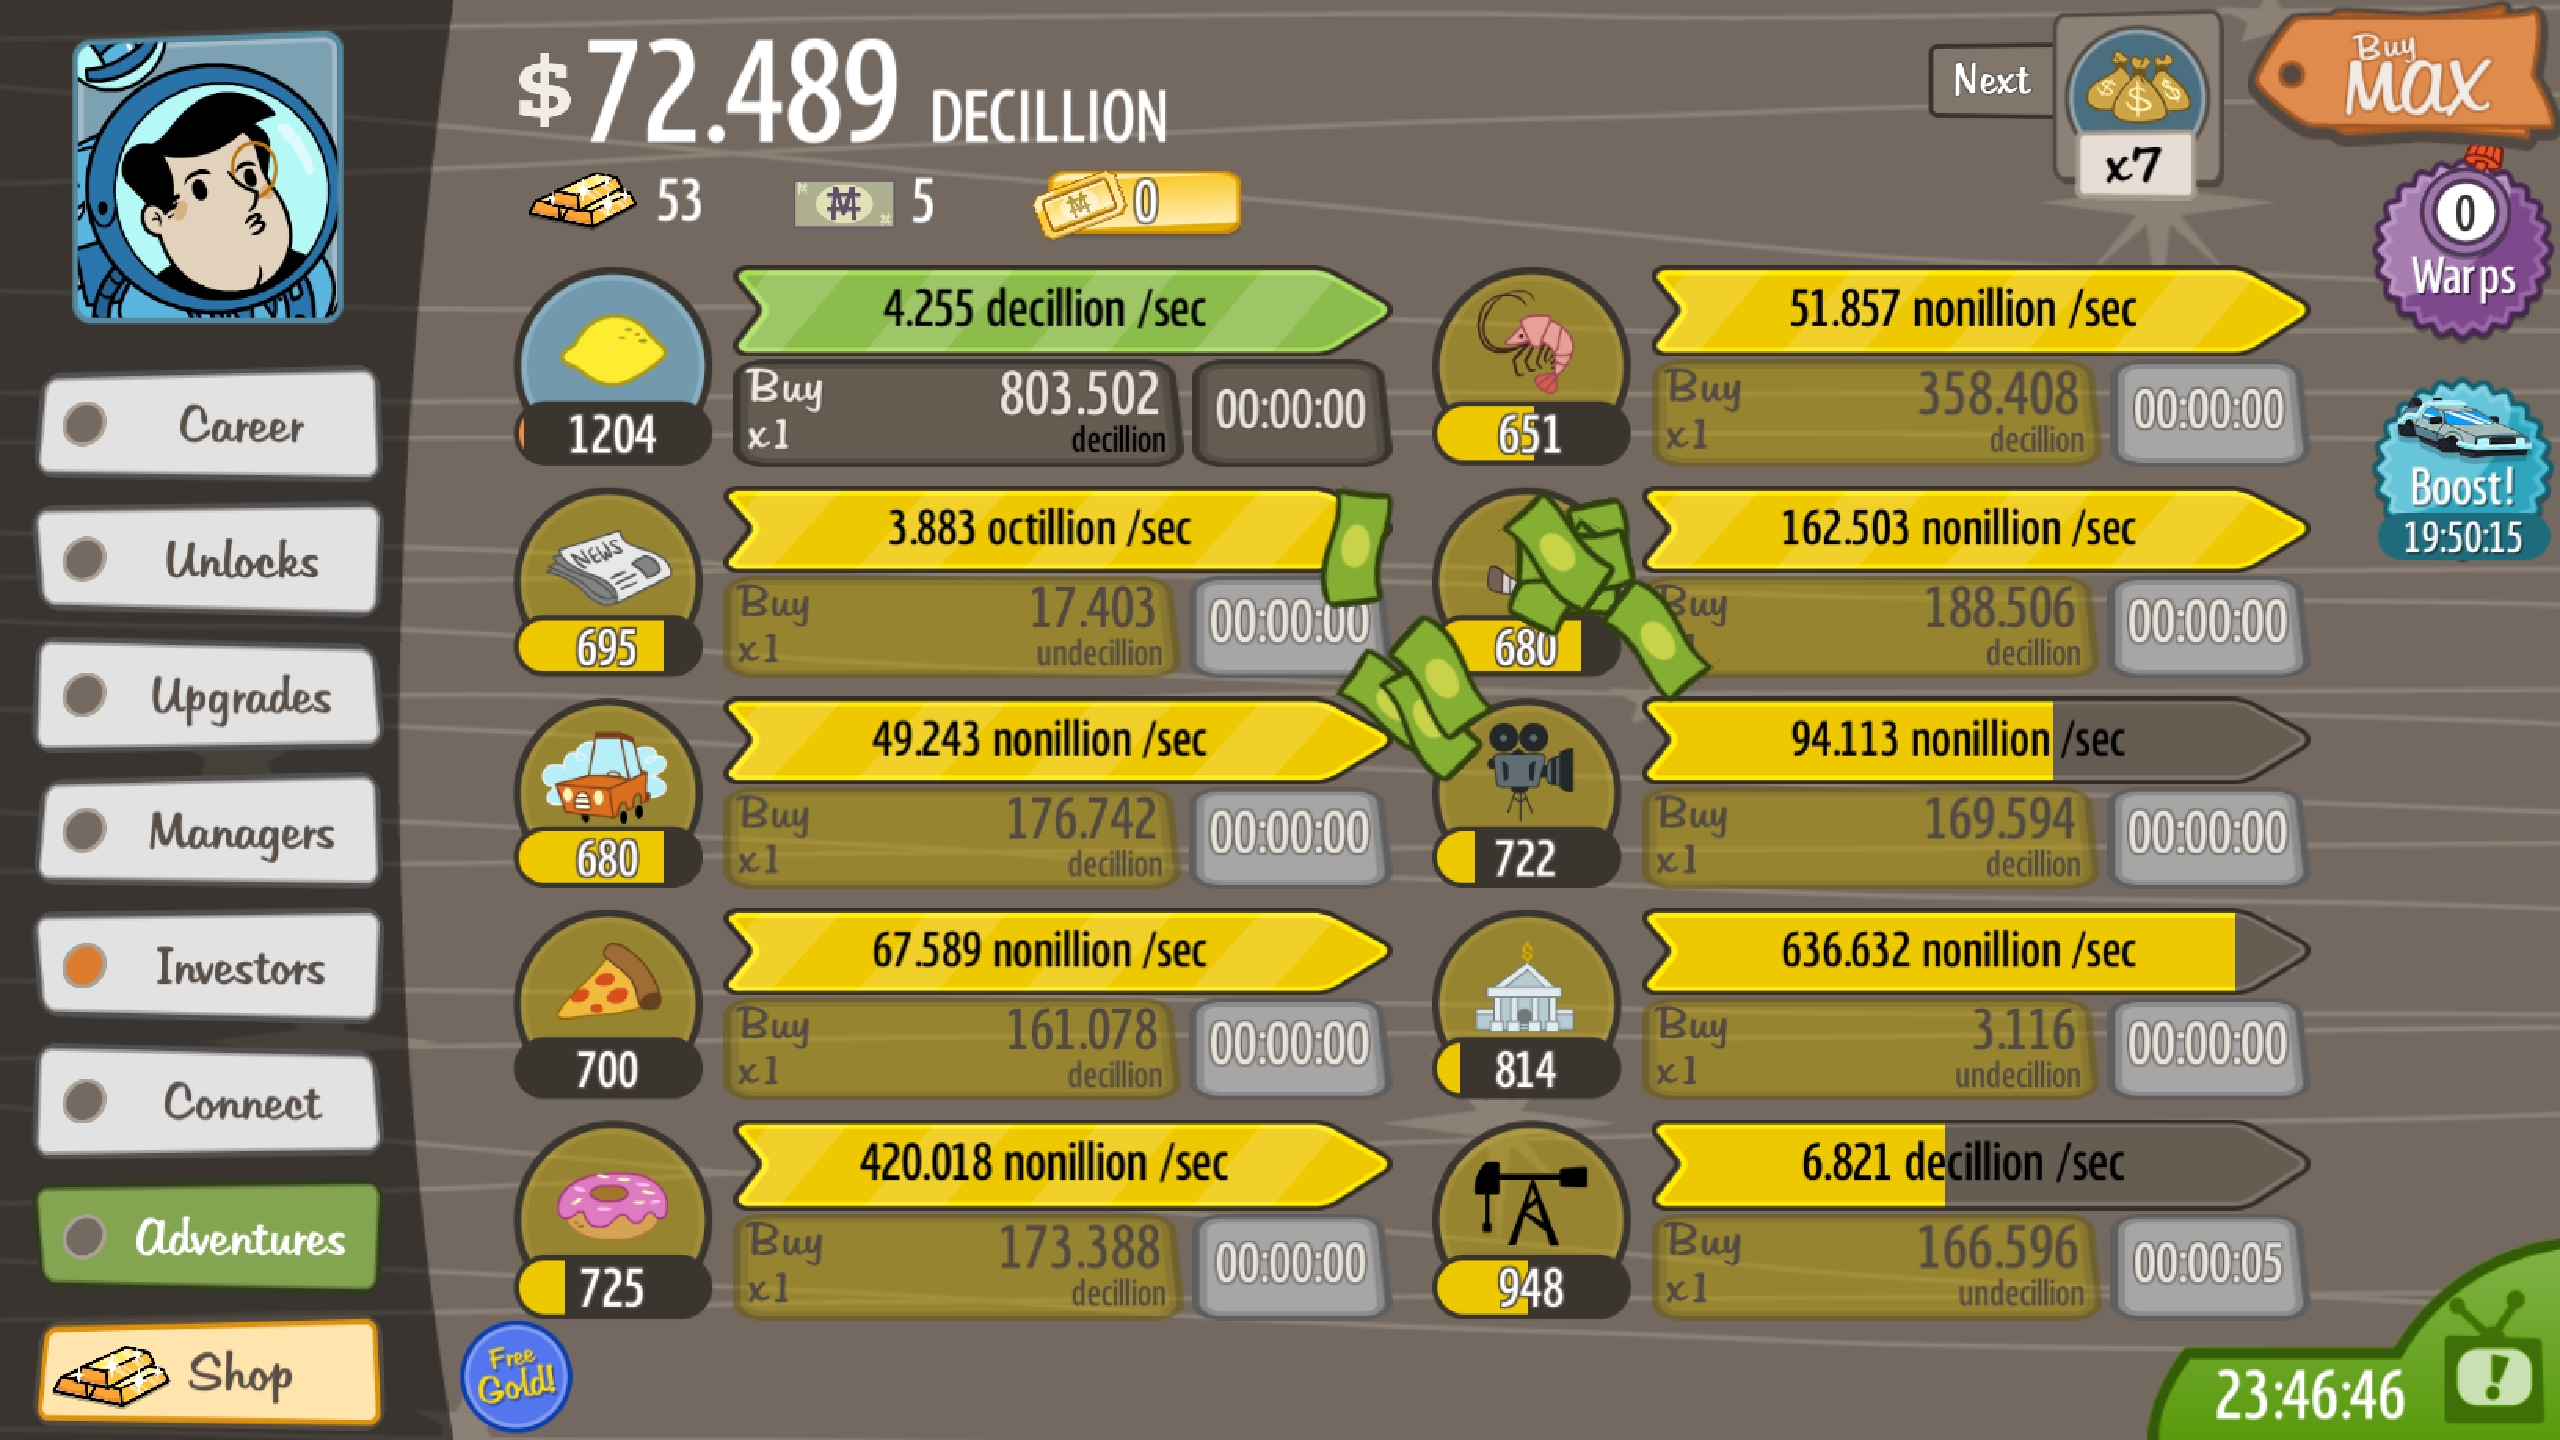 $72.489 DECILLION
53
5
0
Next
x7
Buy
MAX
0
Warps
Boost!
19:50:15
Career
Unlocks
Upgrades
Managers
Investors
Connect
Adventures
Shop
4.255 decillion /sec
1204
Buy
x1
803.502
decillion
00:00:00
51.857 nonillion /sec
651
Buy
x1
358.408
decillion
00:00:00
NEWS
3.883 octillion /sec
695
Buy
x1
17.403
undecillion
00:00:00
162.503 nonillion /sec
680
Buy
188.506
decillion
00:00:00
49.243 nonillion /sec
680
Buy
x1
176.742
decillion
00:00:00
94.113 nonillion /sec
722
Buy
x1
169.594
decillion
00:00:00
67.589 nonillion /sec
700
Buy
x1
161.078
decillion
00:00:00
636.632 nonillion /sec
814
Buy
x1
3.116
undecillion
00:00:00
420.018 nonillion /sec
725
Buy
x1
173.388
decillion
00:00:00
6.821 decillion /sec
948
Buy
x1
166.596
undecillion
00:00:05
Free
Gold!
23:46:46